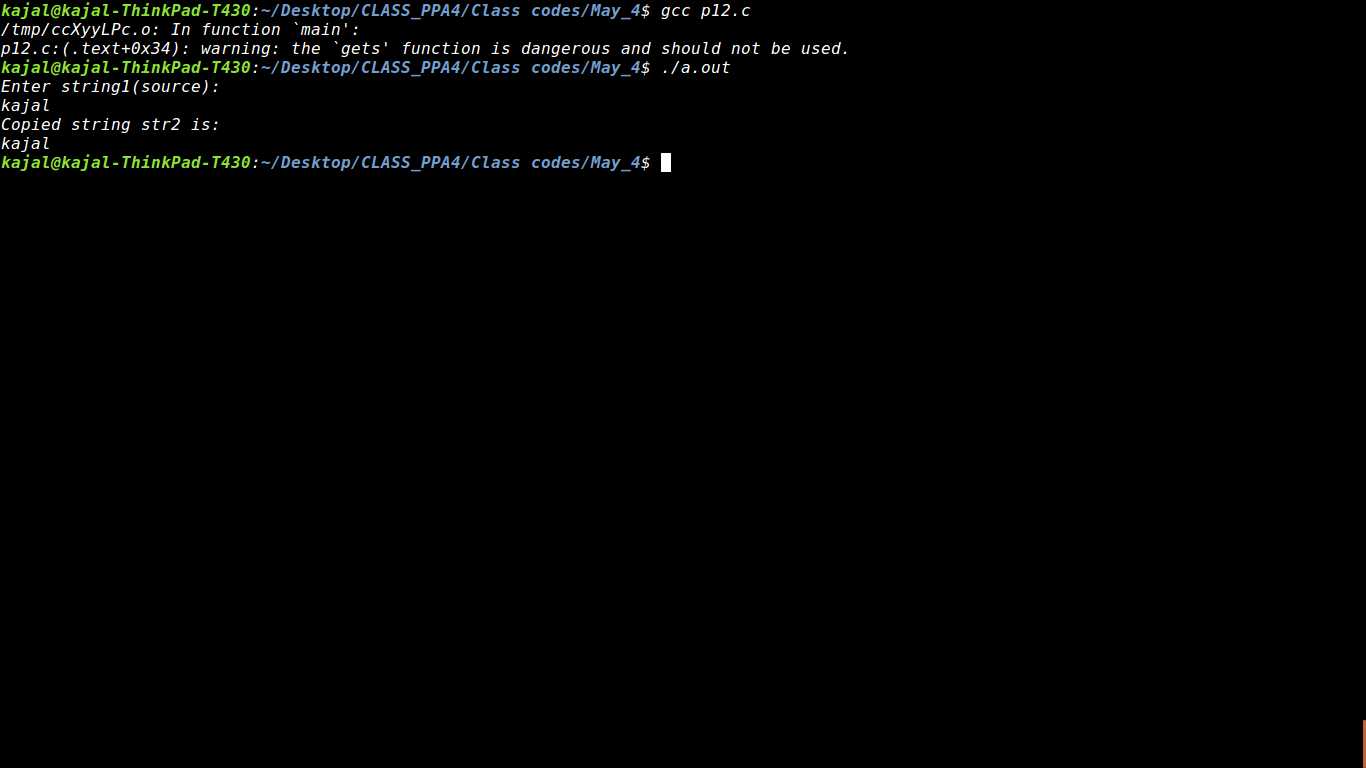 kajal@kajal-ThinkPad-T430:~/Desktop/CLASS_PPA4/Class codes/May_4$ gcc p12.c
/tmp/ccXyyLPc.o: In function `main':
p12.c:(.text+0x34): warning: the `gets' function is dangerous and should not be used.
kajal@kajal-ThinkPad-T430:~/Desktop/CLASS_PPA4/Class codes/May_4$ ./a.out
Enter string1(source):
kajal
Copied string str2 is:
kajal
kajal@kajal-ThinkPad-T430:~/Desktop/CLASS_PPA4/Class codes/May_4$